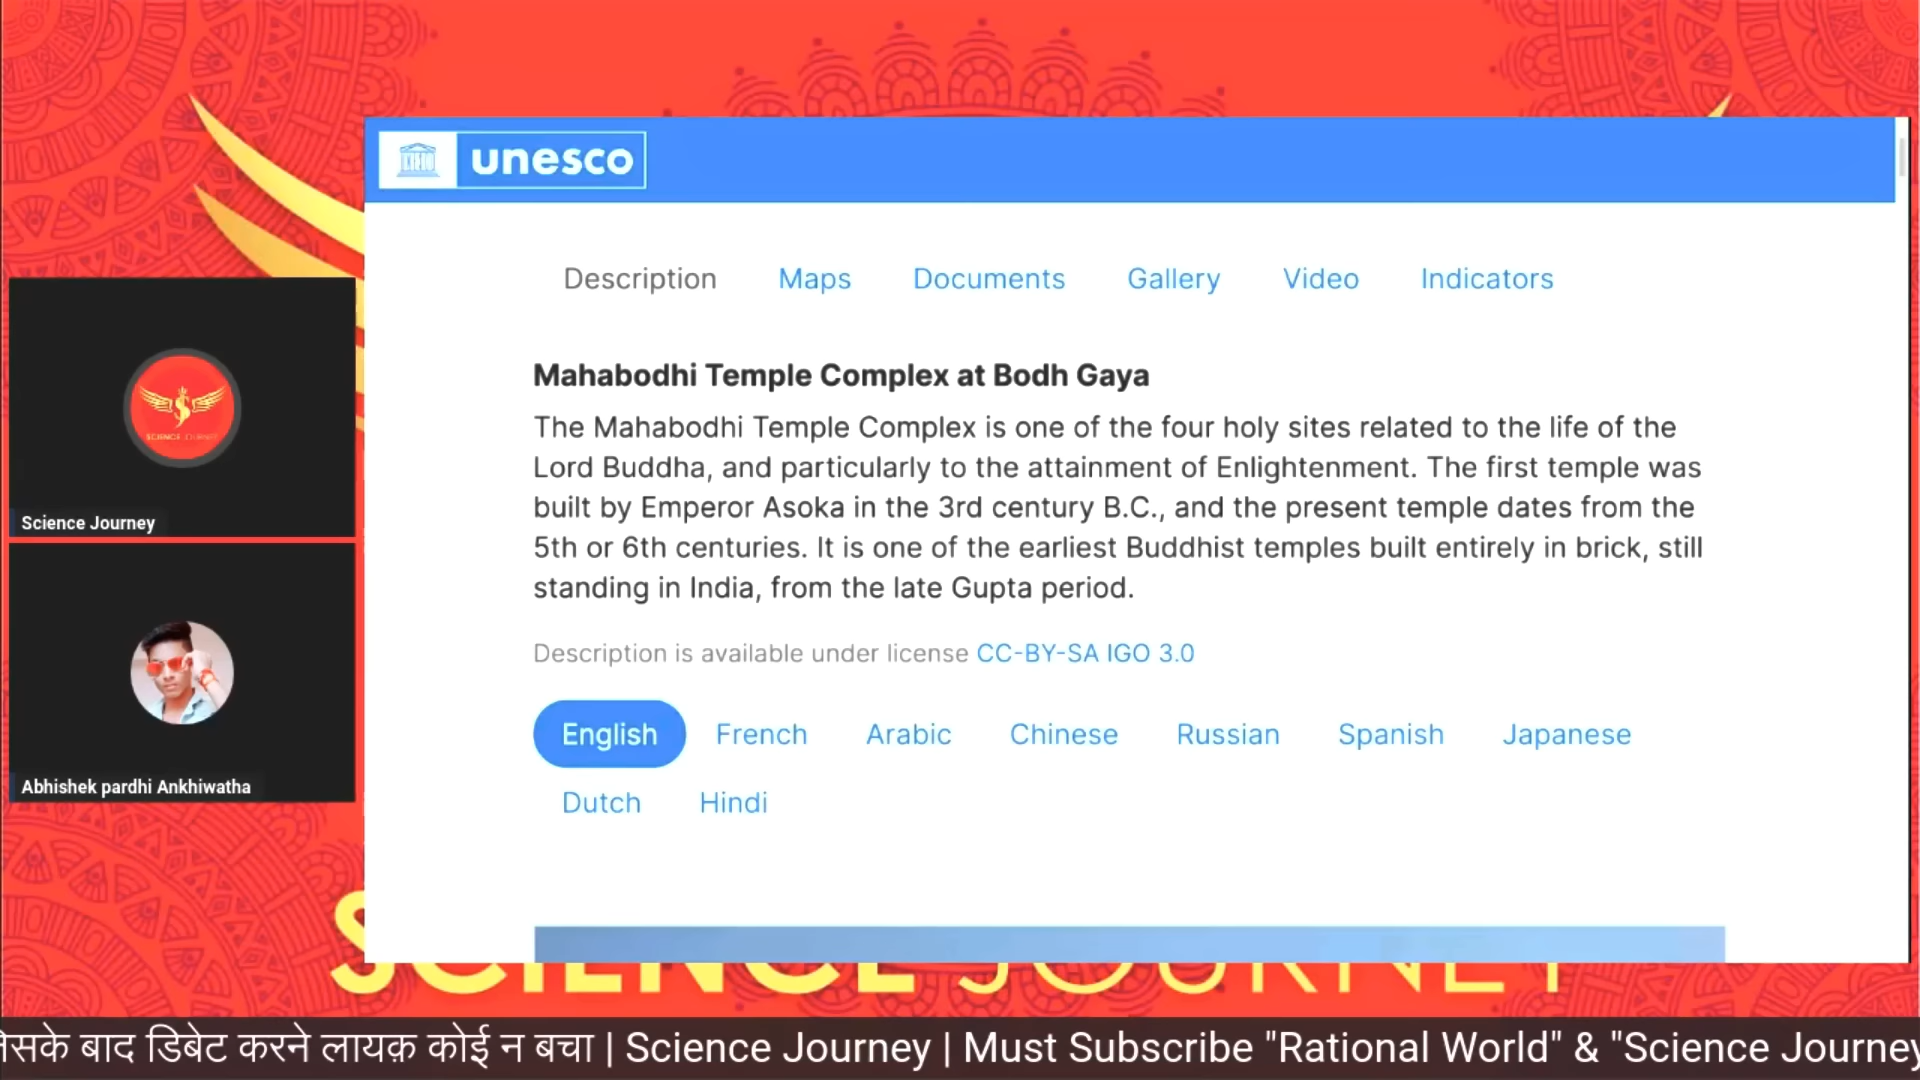 unesco
Description Maps Documents Gallery Video Indicators
Mahabodhi Temple Complex at Bodh Gaya
The Mahabodhi Temple Complex is one of the four holy sites related to the life of the
Lord Buddha, and particularly to the attainment of Enlightenment. The first temple was
built by Emperor Asoka in the 3rd century B.C., and the present temple dates from the
5th or 6th centuries. It is one of the earliest Buddhist temples built entirely in brick, still
standing in India, from the late Gupta period.
Description is available under license CC-BY-SA IGO 3.0
English French Arabic Chinese Russian Spanish Japanese
Dutch Hindi
SCIENCE JOURNEY
Science Journey
Abhishek pardhi Ankhiwatha
SCIENCE JOURNEY
बाद डिबेट करने लायक़ कोई न बचा | Science Journey | Must Subscribe "Rational World" & "Science Journey